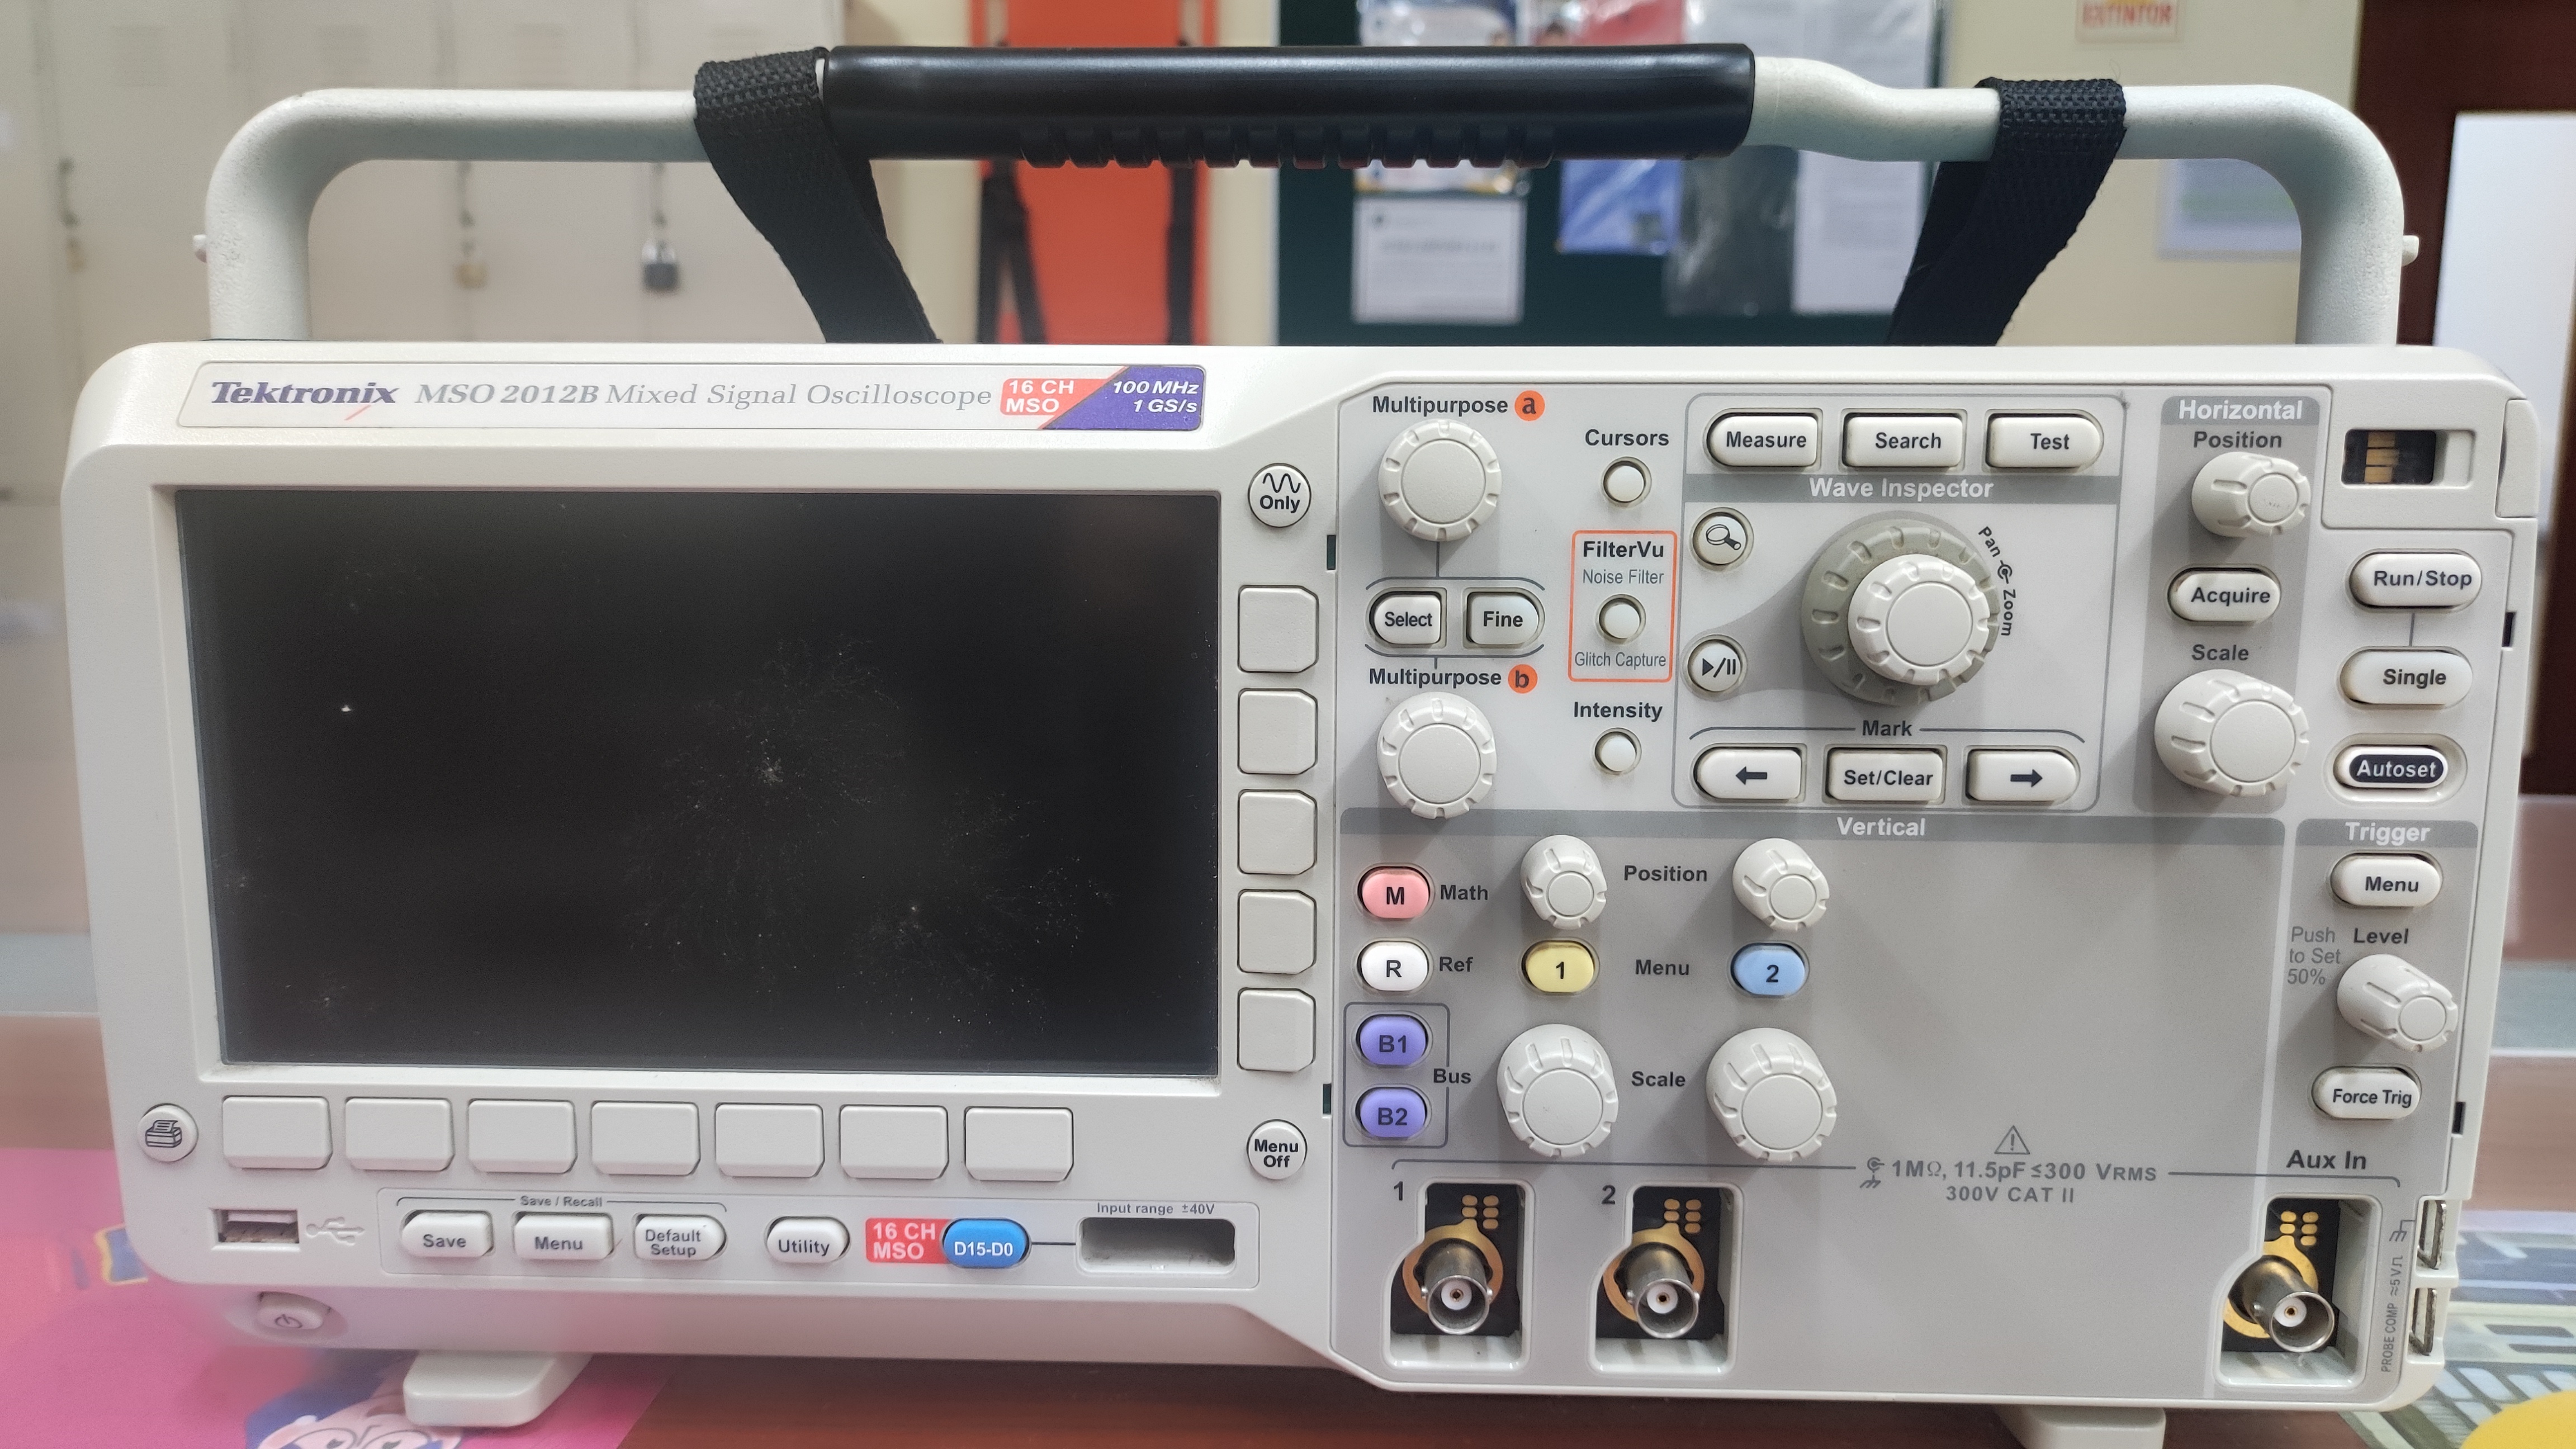 EXTINTOR
Tektronix MSO 2012B Mixed Signal Oscilloscope
16 CH
MSO
100 MHz
1 GS/s
Only
Menu
Off
Save / Recall
Save
Menu
Default
Setup
Utility
16 CH
MSO
D15-D0
Input range ±40V
Multipurpose a
Select
Fine
Multipurpose b
Cursors
FilterVu
Noise Filter
Glitch Capture
Intensity
Measure
Search
Test
Wave Inspector
Pan
Zoom
Mark
←
Set/Clear
→
Horizontal
Position
Acquire
Scale
Run/Stop
Single
Autoset
Vertical
M Math
R Ref
B1
B2
Bus
Position
1 Menu 2
Scale
Trigger
Menu
Level
Push
to Set
50%
Force Trig
1MΩ, 11.5pF ≤300 VRMS
300V CAT II
1
2
Aux In
PROBE COMP ≈5V